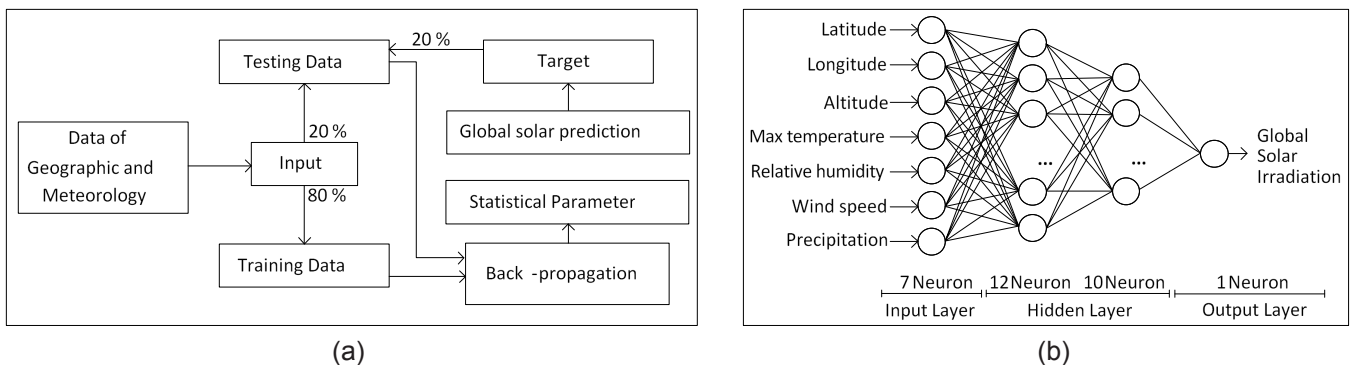 Data of
Geographic and
Meteorology
Testing Data
20 %
Input
80 %
Training Data
20 %
Target
Global solar prediction
Statistical Parameter
Back -propagation
(a)
Latitude
Longitude
Altitude
Max temperature
Relative humidity
Wind speed
Precipitation
...
...
Global
Solar
Irradiation
7 Neuron 12 Neuron 10 Neuron 1 Neuron
Input Layer Hidden Layer Output Layer
(b)